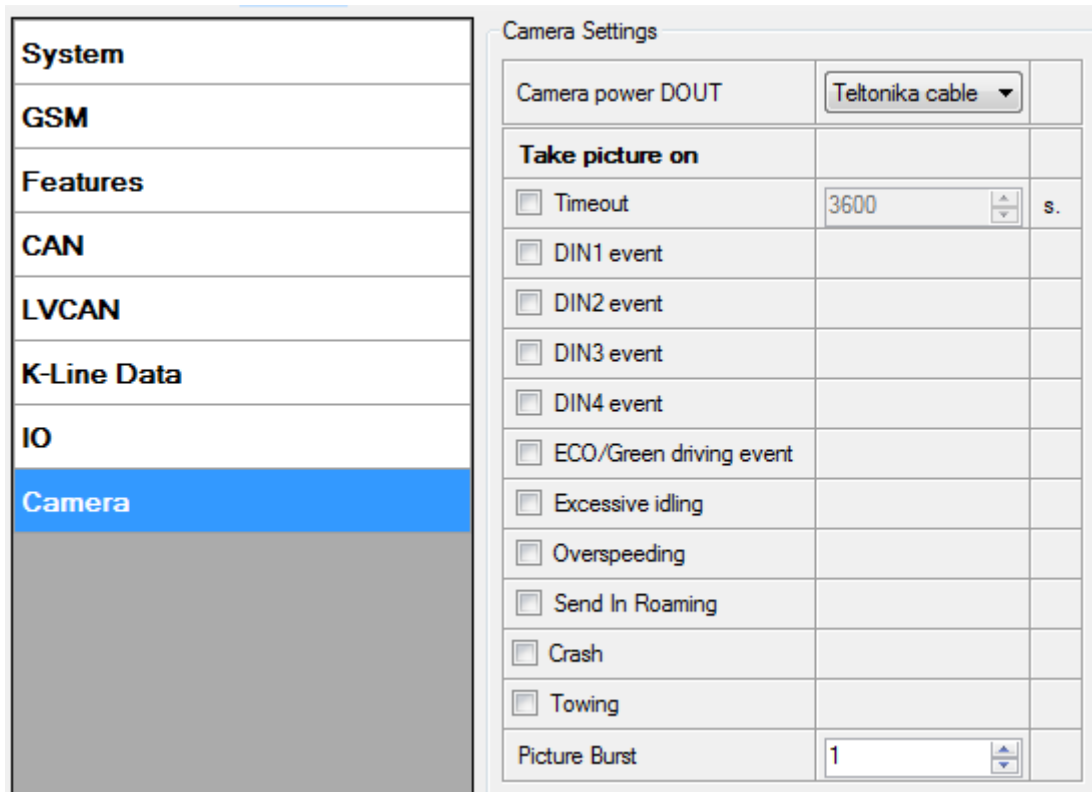 System
GSM
Features
CAN
LVCAN
K-Line Data
IO
Camera
Camera Settings
Camera power DOUT Teltonika cable
Take picture on
Timeout 3600 s.
DIN1 event
DIN2 event
DIN3 event
DIN4 event
ECO/Green driving event
Excessive idling
Overspeeding
Send In Roaming
Crash
Towing
Picture Burst 1